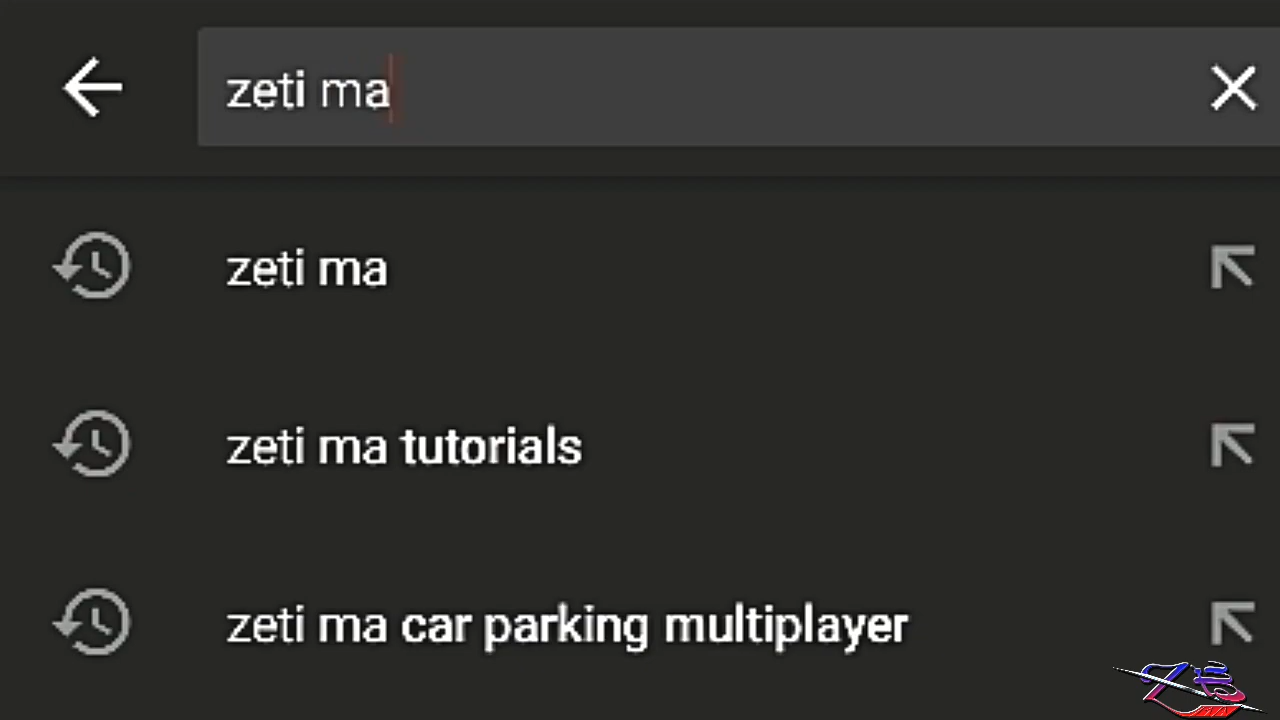 zeti ma
zeti ma
zeti ma tutorials
zeti ma car parking multiplayer